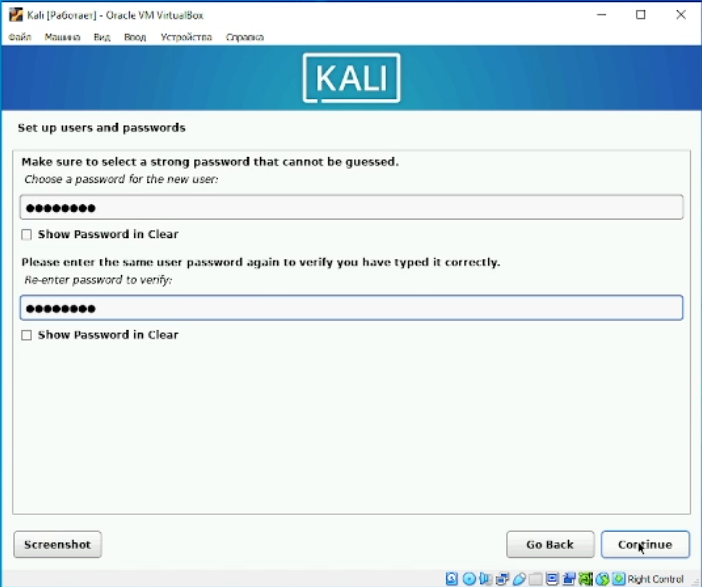 Kali [Работает] - Oracle VM VirtualBox
Файл Машина Вид Ввод Устройства Справка
KALI
Set up users and passwords
Make sure to select a strong password that cannot be guessed.
Choose a password for the new user:
●●●●●●●●
Show Password in Clear
Please enter the same user password again to verify you have typed it correctly.
Re-enter password to verify:
●●●●●●●●
Show Password in Clear
Screenshot Go Back Continue
Right Control